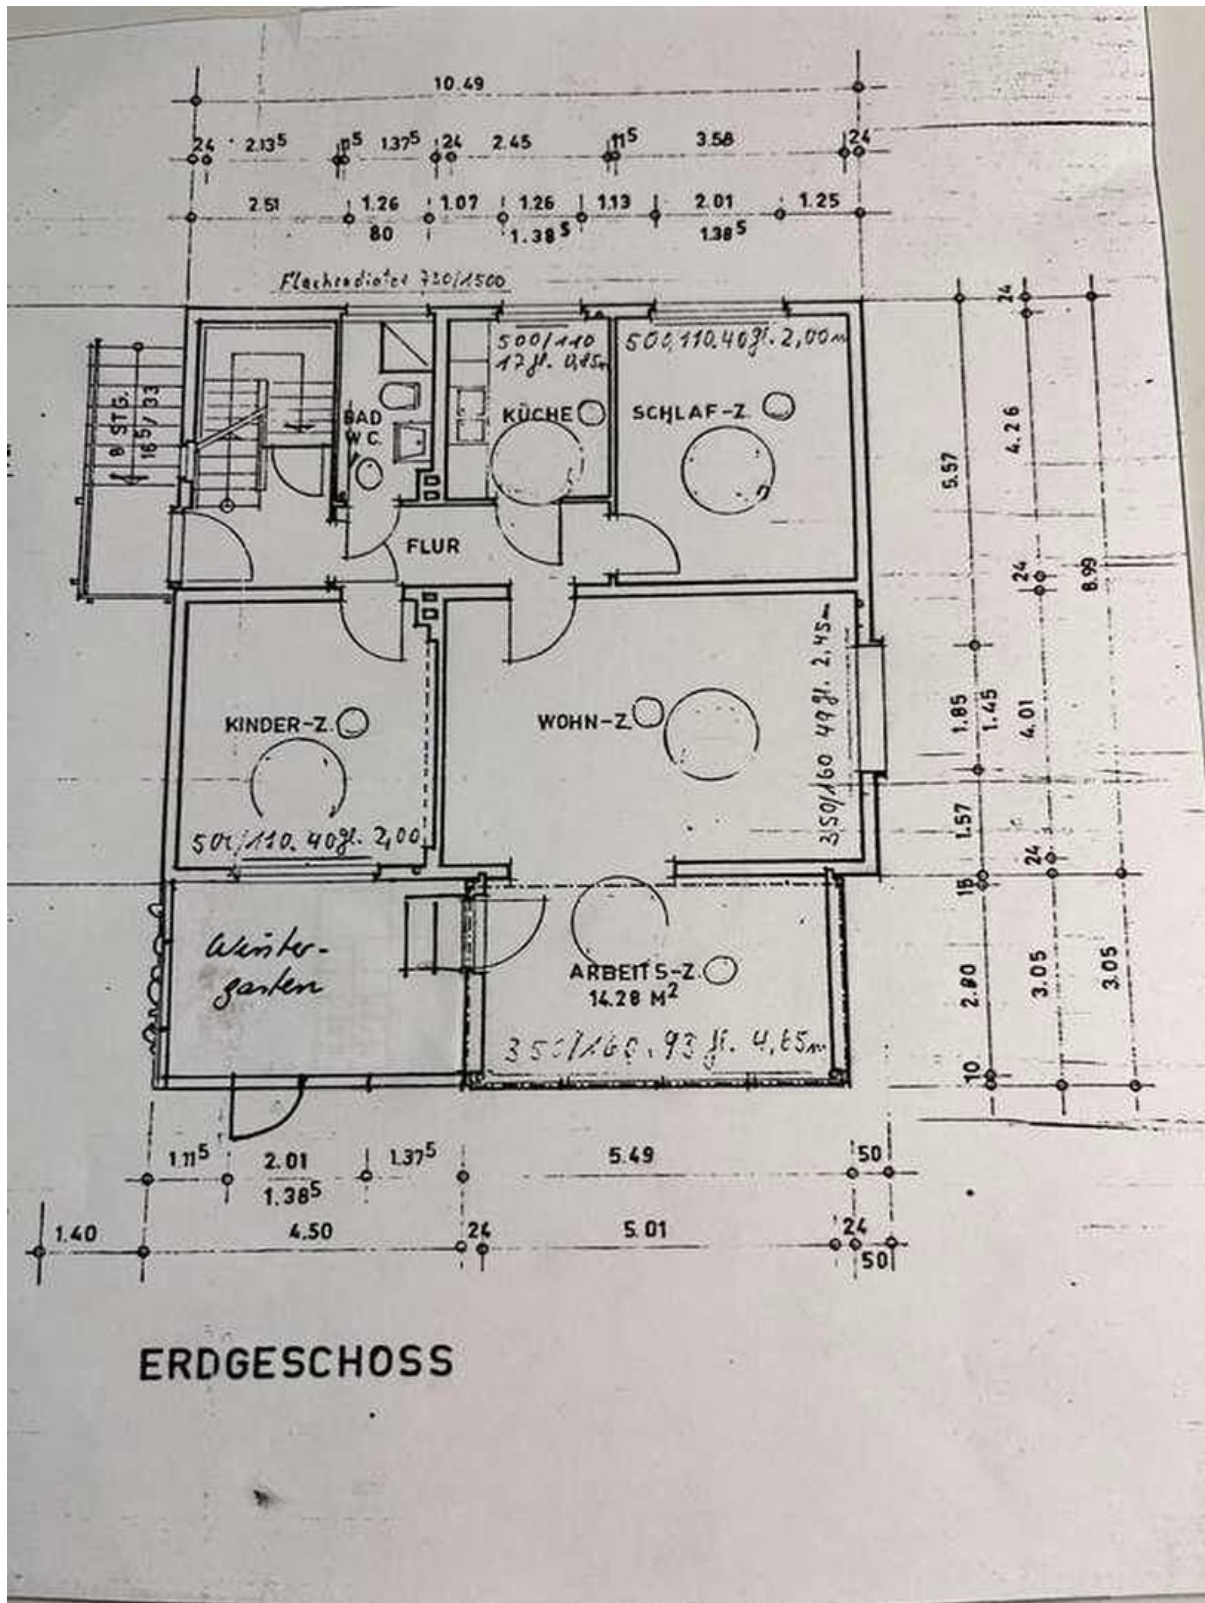 10.49
24 2.13⁵ 11⁵ 1.37⁵ 24 2.45 11⁵ 3.58 24
2.51 1.26 1.07 1.26 1.13 2.01 1.25
80 1.38⁵ 1.38⁵
500/110
17 gl. 0,85m
500,110.40gl. 2,00m
8 STG.
16⁵/33
BAD
W.C.
KÜCHE
SCHLAF-Z.
FLUR
KINDER-Z.
WOHN-Z.
500/110.40gl. 2,00
350/160 49gl. 2,45m
Winter-
garten
ARBEITS-Z.
14.28 M²
350/160.93 gl. 4,65m
24
4.26
5.57
24
8.99
1.85
1.45
4.01
1.57
24
15
2.80
3.05
3.05
10
1.11⁵ 2.01 1.37⁵ 5.49 50
1.38⁵
1.40 4.50 24 5.01 24
50
ERDGESCHOSS